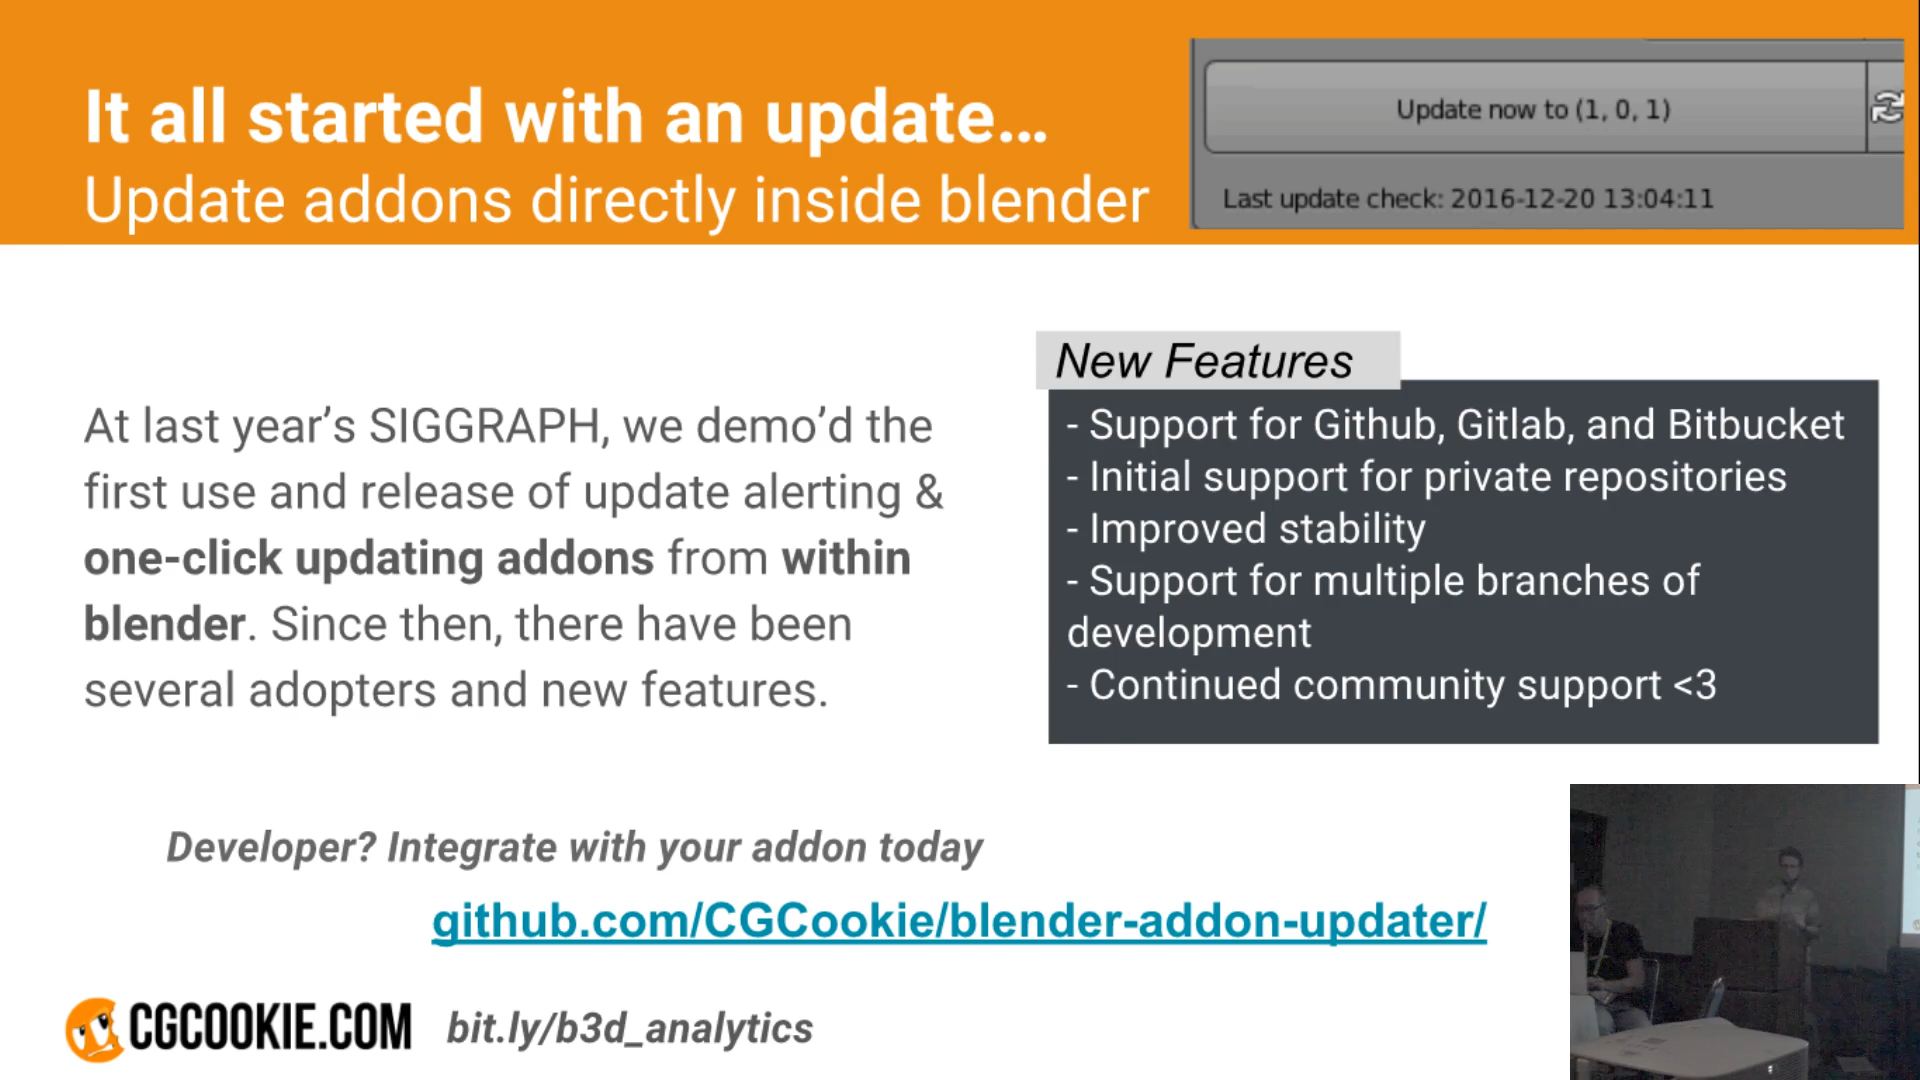 It all started with an update...
Update addons directly inside blender
Update now to (1, 0, 1)
Last update check: 2016-12-20 13:04:11
At last year’s SIGGRAPH, we demo’d the
first use and release of update alerting &
one-click updating addons from within
blender. Since then, there have been
several adopters and new features.
New Features
- Support for Github, Gitlab, and Bitbucket
- Initial support for private repositories
- Improved stability
- Support for multiple branches of
development
- Continued community support <3
Developer? Integrate with your addon today
github.com/CGCookie/blender-addon-updater/
CGCOOKIE.COM
bit.ly/b3d_analytics